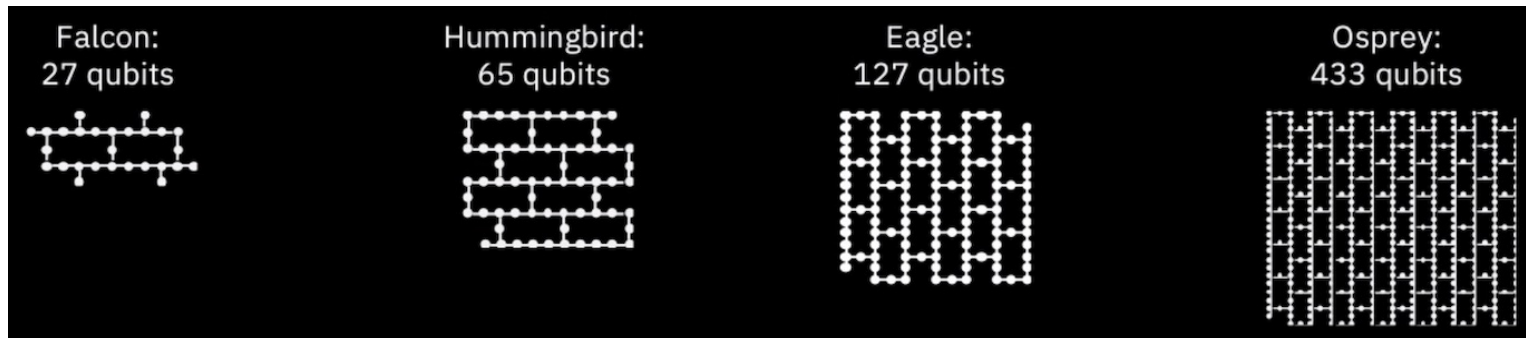 Falcon:
27 qubits
Hummingbird:
65 qubits
Eagle:
127 qubits
Osprey:
433 qubits